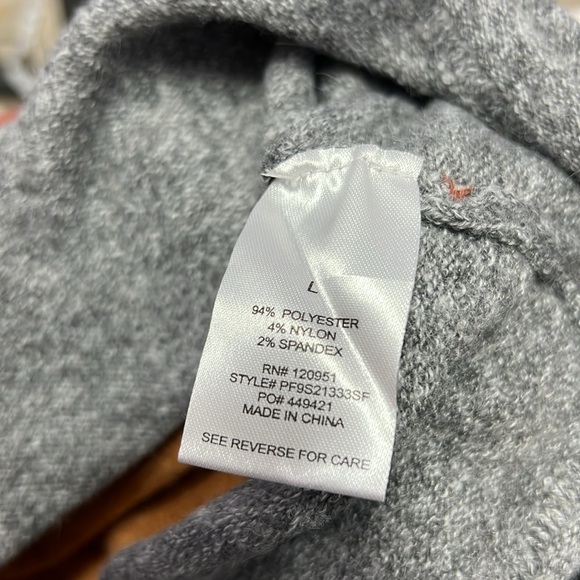 L
94% POLYESTER
4% NYLON
2% SPANDEX
RN# 120951
STYLE# PF9S21333SF
PO# 449421
MADE IN CHINA
SEE REVERSE FOR CARE